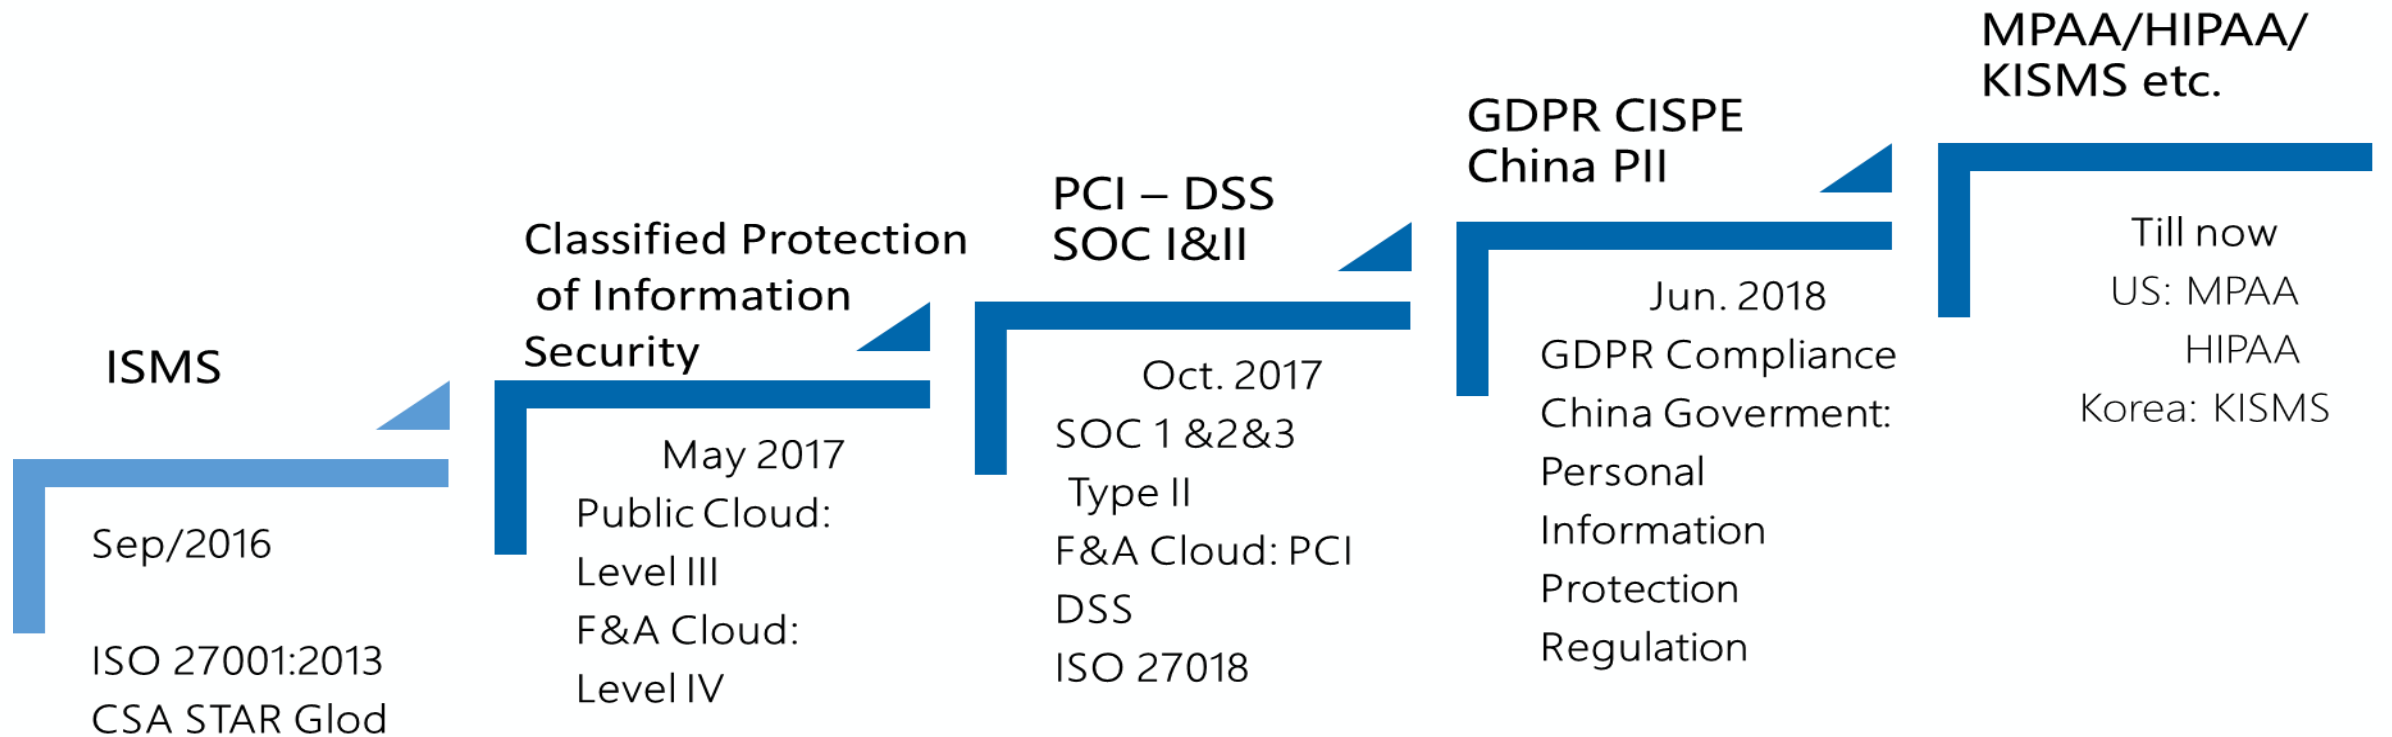 ISMS
Sep/2016
ISO 27001:2013
CSA STAR Glod
Classified Protection
of Information
Security
May 2017
Public Cloud:
Level III
F&A Cloud:
Level IV
PCI – DSS
SOC I&II
Oct. 2017
SOC 1 &2&3
Type II
F&A Cloud: PCI
DSS
ISO 27018
GDPR CISPE
China PII
Jun. 2018
GDPR Compliance
China Goverment:
Personal
Information
Protection
Regulation
MPAA/HIPAA/
KISMS etc.
Till now
US: MPAA
HIPAA
Korea: KISMS